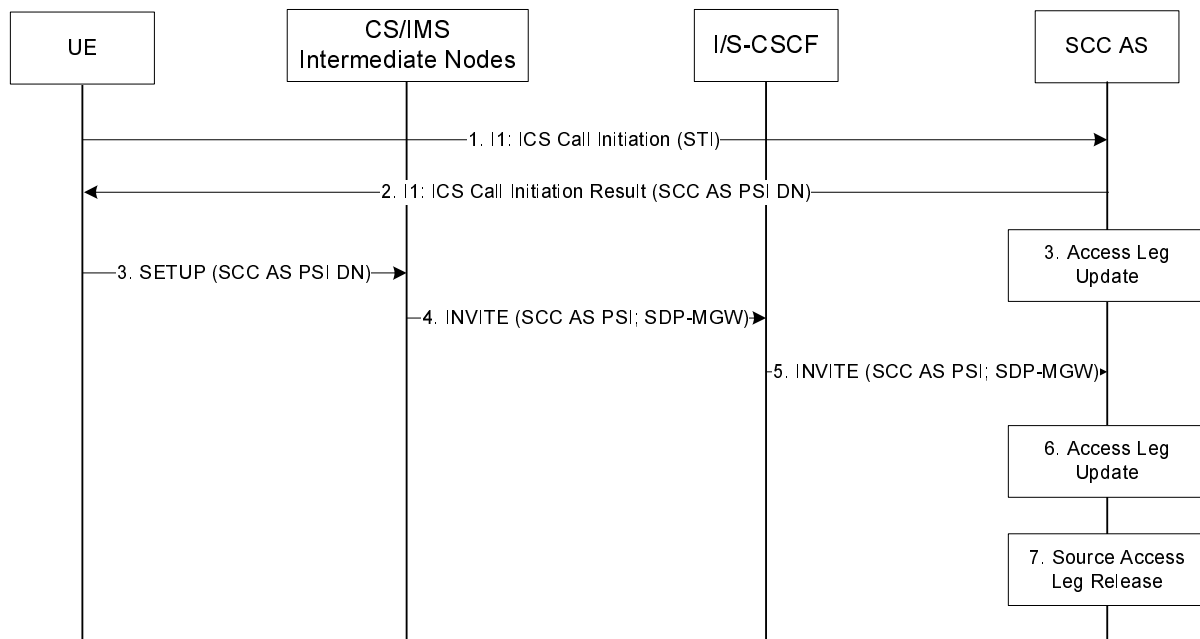 UE
CS/IMS
Intermediate Nodes
I/S-CSCF
SCC AS
1. I1: ICS Call Initiation (STI)
2. I1: ICS Call Initiation Result (SCC AS PSI DN)
3. Access Leg
Update
3. SETUP (SCC AS PSI DN)
4. INVITE (SCC AS PSI; SDP-MGW)
5. INVITE (SCC AS PSI; SDP-MGW)
6. Access Leg
Update
7. Source Access
Leg Release